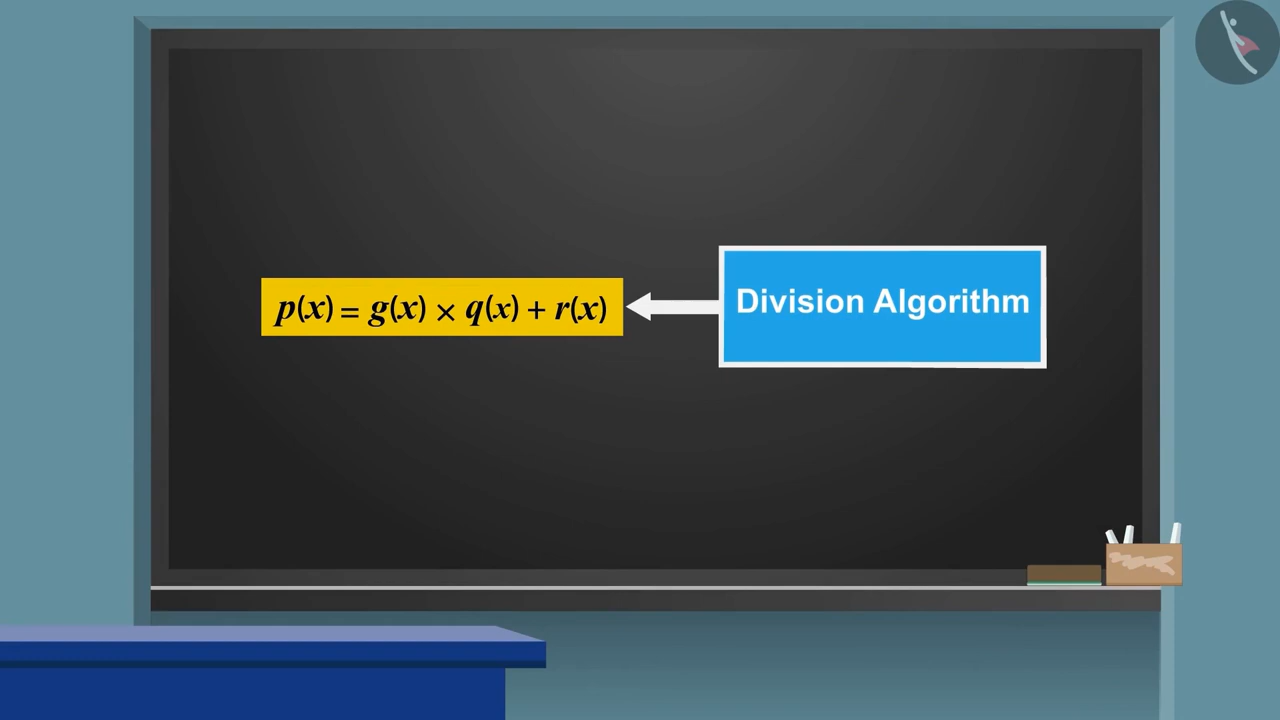 p(x) = g(x) × q(x) + r(x)
Division Algorithm